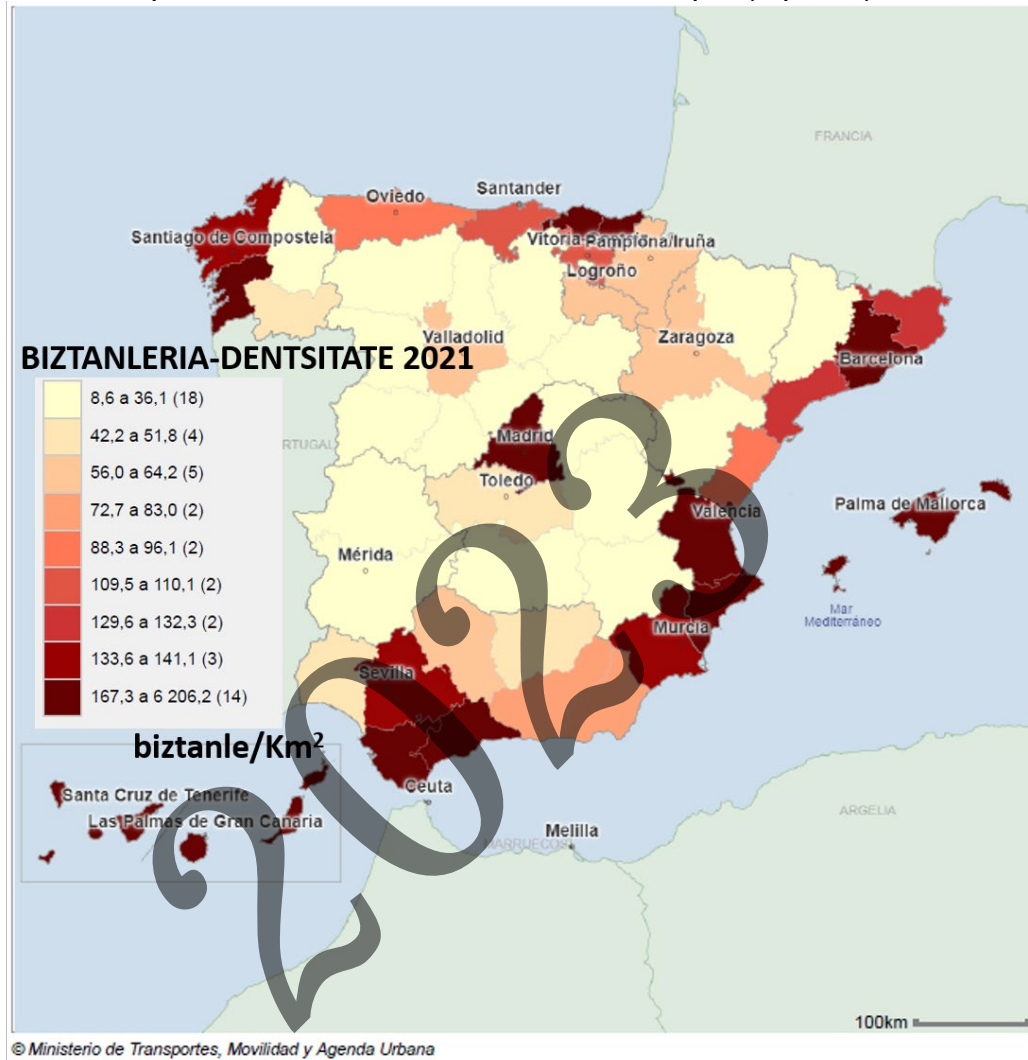 FRANCIA
Oviedo
Santander
Santiago de Compostela
Vitoria
Pamplona/Iruña
Logroño
Valladolid
Zaragoza
BIZTANLERIA-DENTSITATE 2021
Barcelona
8,6 a 36,1 (18)
42,2 a 51,8 (4)
56,0 a 64,2 (5)
72,7 a 83,0 (2)
88,3 a 96,1 (2)
109,5 a 110,1 (2)
129,6 a 132,3 (2)
133,6 a 141,1 (3)
167,3 a 6 206,2 (14)
biztanle/Km²
RTUGAL
Madrid
Toledo
Valencia
Palma de Mallorca
Mérida
Mar
Mediterráneo
Murcia
Sevilla
Ceuta
Santa Cruz de Tenerife
Las Palmas de Gran Canaria
Melilla
MARRUECOS
ARGELIA
2023
100km
© Ministerio de Transportes, Movilidad y Agenda Urbana